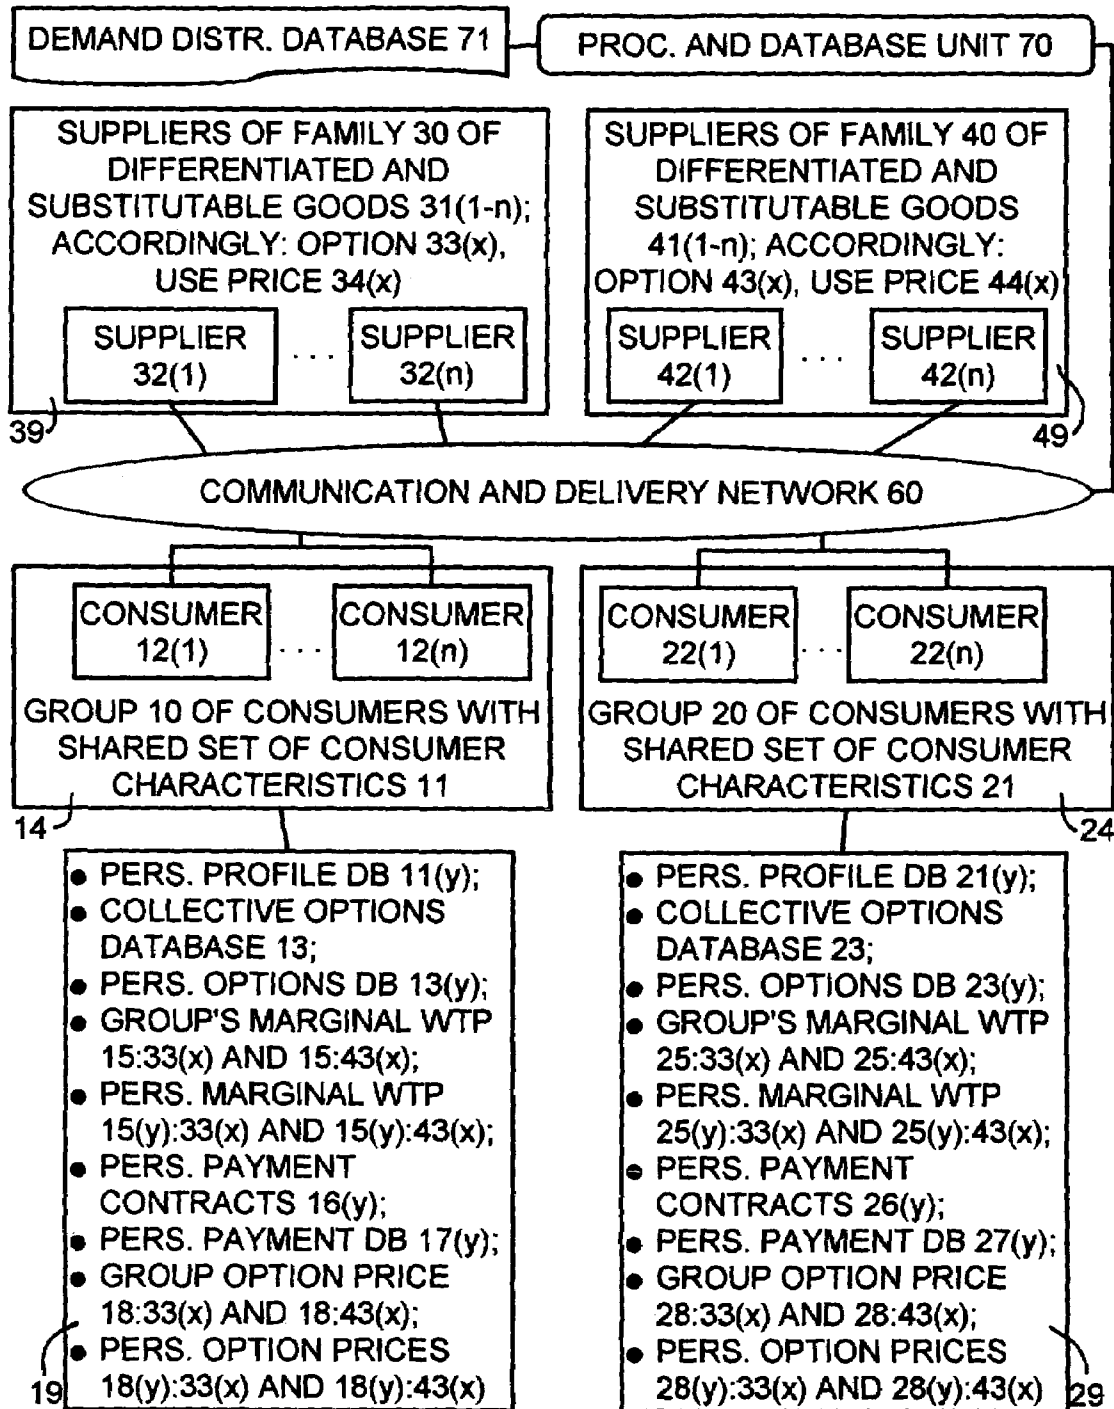 DEMAND DISTR. DATABASE 71
PROC. AND DATABASE UNIT 70
SUPPLIERS OF FAMILY 30 OF
DIFFERENTIATED AND
SUBSTITUTABLE GOODS 31(1-n);
ACCORDINGLY: OPTION 33(x),
USE PRICE 34(x)
SUPPLIER
32(1)
. . .
SUPPLIER
32(n)
39
SUPPLIERS OF FAMILY 40 OF
DIFFERENTIATED AND
SUBSTITUTABLE GOODS
41(1-n); ACCORDINGLY:
OPTION 43(x), USE PRICE 44(x)
SUPPLIER
42(1)
. . .
SUPPLIER
42(n)
49
COMMUNICATION AND DELIVERY NETWORK 60
CONSUMER
12(1)
. . .
CONSUMER
12(n)
GROUP 10 OF CONSUMERS WITH
SHARED SET OF CONSUMER
CHARACTERISTICS 11
14
CONSUMER
22(1)
. . .
CONSUMER
22(n)
GROUP 20 OF CONSUMERS WITH
SHARED SET OF CONSUMER
CHARACTERISTICS 21
24
● PERS. PROFILE DB 11(y);
● COLLECTIVE OPTIONS
DATABASE 13;
● PERS. OPTIONS DB 13(y);
● GROUP'S MARGINAL WTP
15:33(x) AND 15:43(x);
● PERS. MARGINAL WTP
15(y):33(x) AND 15(y):43(x);
● PERS. PAYMENT
CONTRACTS 16(y);
● PERS. PAYMENT DB 17(y);
● GROUP OPTION PRICE
18:33(x) AND 18:43(x);
● PERS. OPTION PRICES
18(y):33(x) AND 18(y):43(x)
19
● PERS. PROFILE DB 21(y);
● COLLECTIVE OPTIONS
DATABASE 23;
● PERS. OPTIONS DB 23(y);
● GROUP'S MARGINAL WTP
25:33(x) AND 25:43(x);
● PERS. MARGINAL WTP
25(y):33(x) AND 25(y):43(x);
● PERS. PAYMENT
CONTRACTS 26(y);
● PERS. PAYMENT DB 27(y);
● GROUP OPTION PRICE
28:33(x) AND 28:43(x);
● PERS. OPTION PRICES
28(y):33(x) AND 28(y):43(x)
29